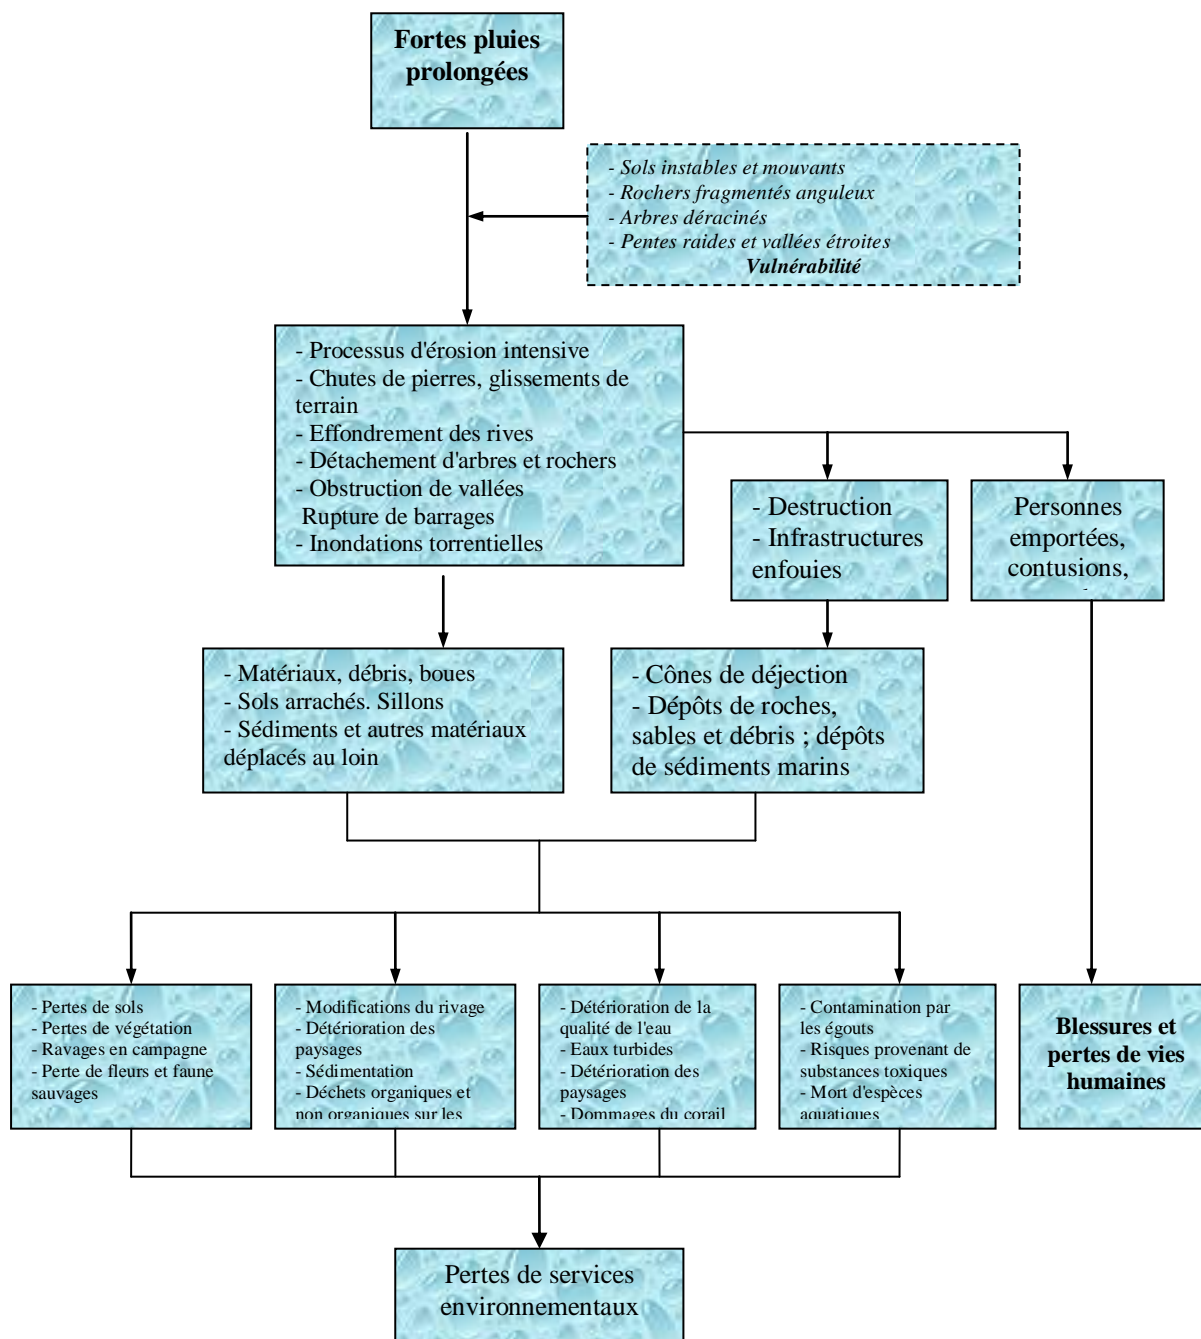 Fortes pluies
prolongées
- Sols instables et mouvants
- Rochers fragmentés anguleux
- Arbres déracinés
- Pentes raides et vallées étroites
Vulnérabilité
- Processus d'érosion intensive
- Chutes de pierres, glissements de
terrain
- Effondrement des rives
- Détachement d'arbres et rochers
- Obstruction de vallées
Rupture de barrages
- Inondations torrentielles
- Destruction
- Infrastructures
enfouies
Personnes
emportées,
contusions,
- Matériaux, débris, boues
- Sols arrachés. Sillons
- Sédiments et autres matériaux
déplacés au loin
- Cônes de déjection
- Dépôts de roches,
sables et débris ; dépôts
de sédiments marins
- Pertes de sols
- Pertes de végétation
- Ravages en campagne
- Perte de fleurs et faune
sauvages
- Modifications du rivage
- Détérioration des
paysages
- Sédimentation
- Déchets organiques et
non organiques sur les
- Détérioration de la
qualité de l'eau
- Eaux turbides
- Détérioration des
paysages
- Dommages du corail
- Contamination par
les égouts
- Risques provenant de
substances toxiques
- Mort d'espèces
aquatiques
Blessures et
pertes de vies
humaines
Pertes de services
environnementaux